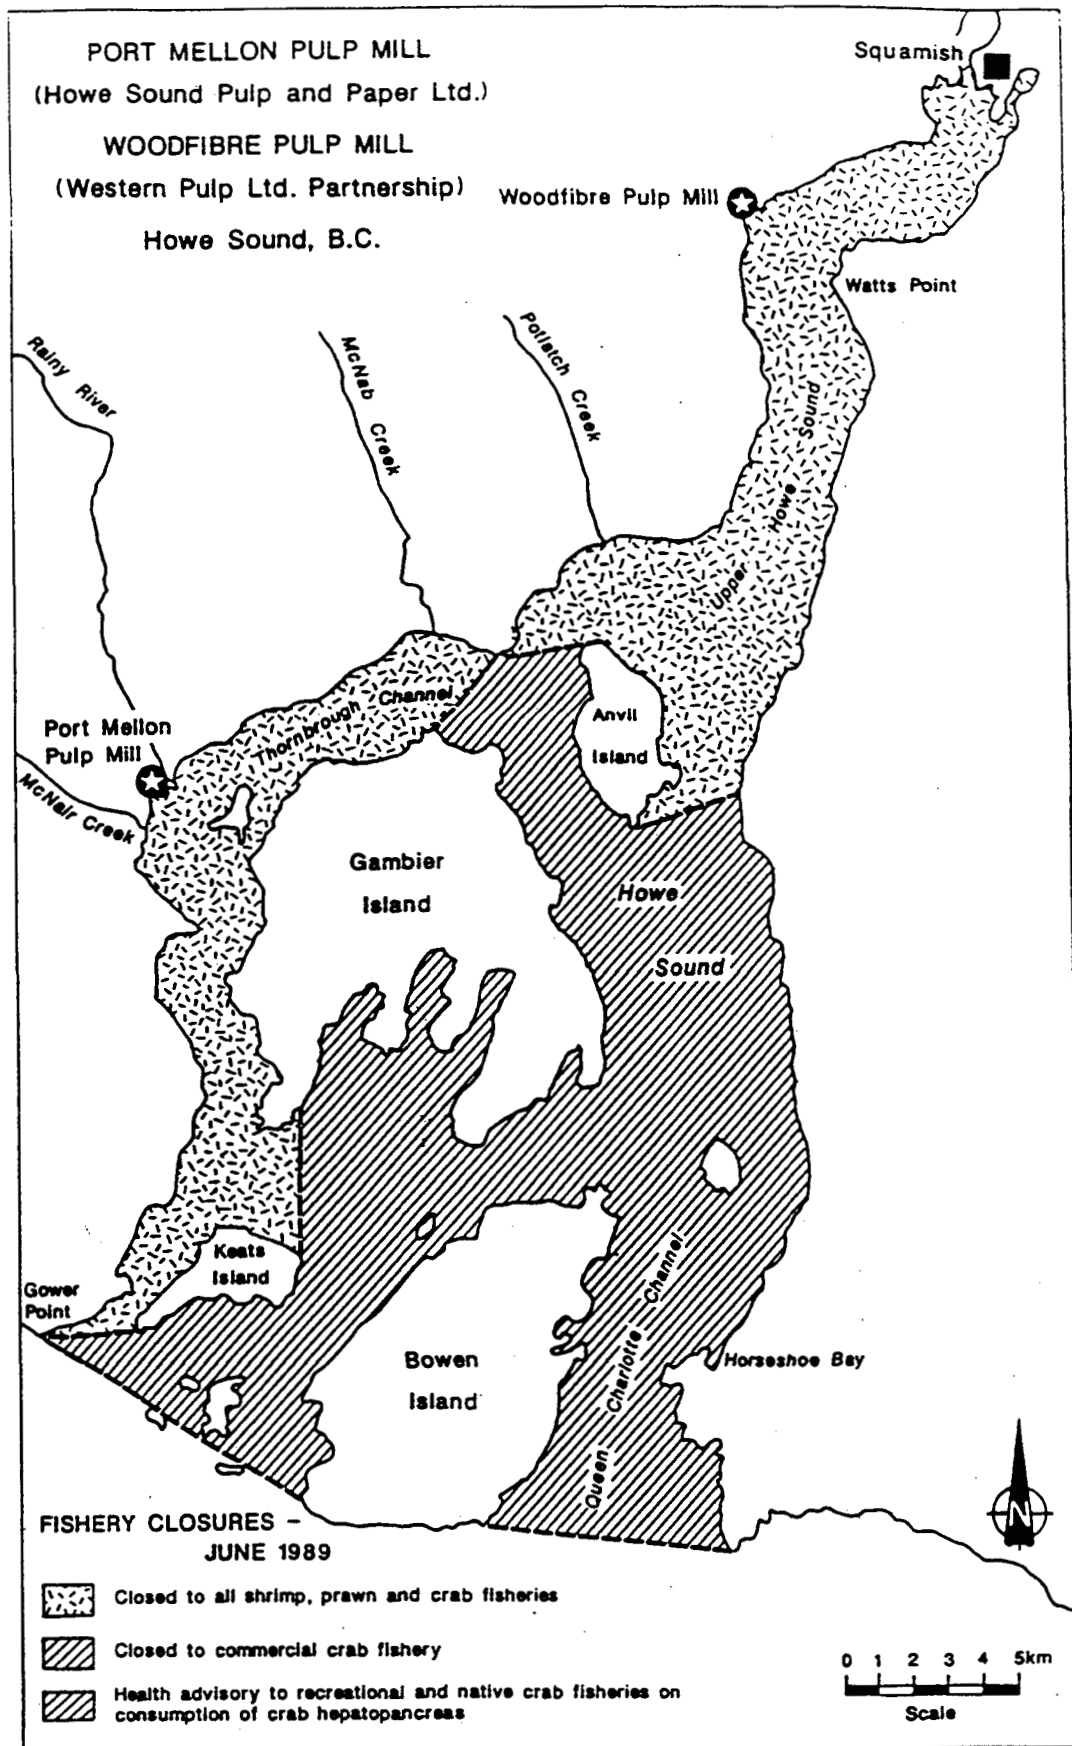 PORT MELLON PULP MILL
(Howe Sound Pulp and Paper Ltd.)
WOODFIBRE PULP MILL
(Western Pulp Ltd. Partnership)
Howe Sound, B.C.
Squamish
Woodfibre Pulp Mill
Watts Point
Rainy River
McNab Creek
Potlatch Creek
Upper Howe Sound
Thornbrough Channel
Port Mellon
Pulp Mill
McNair Creek
Anvil
Island
Gambier
Island
Howe
Sound
Keats
Island
Gower
Point
Bowen
Island
Queen Charlotte Channel
Horseshoe Bay
N
FISHERY CLOSURES –
JUNE 1989
Closed to all shrimp, prawn and crab fisheries
Closed to commercial crab fishery
Health advisory to recreational and native crab fisheries on
consumption of crab hepatopancreas
0 1 2 3 4 5km
Scale